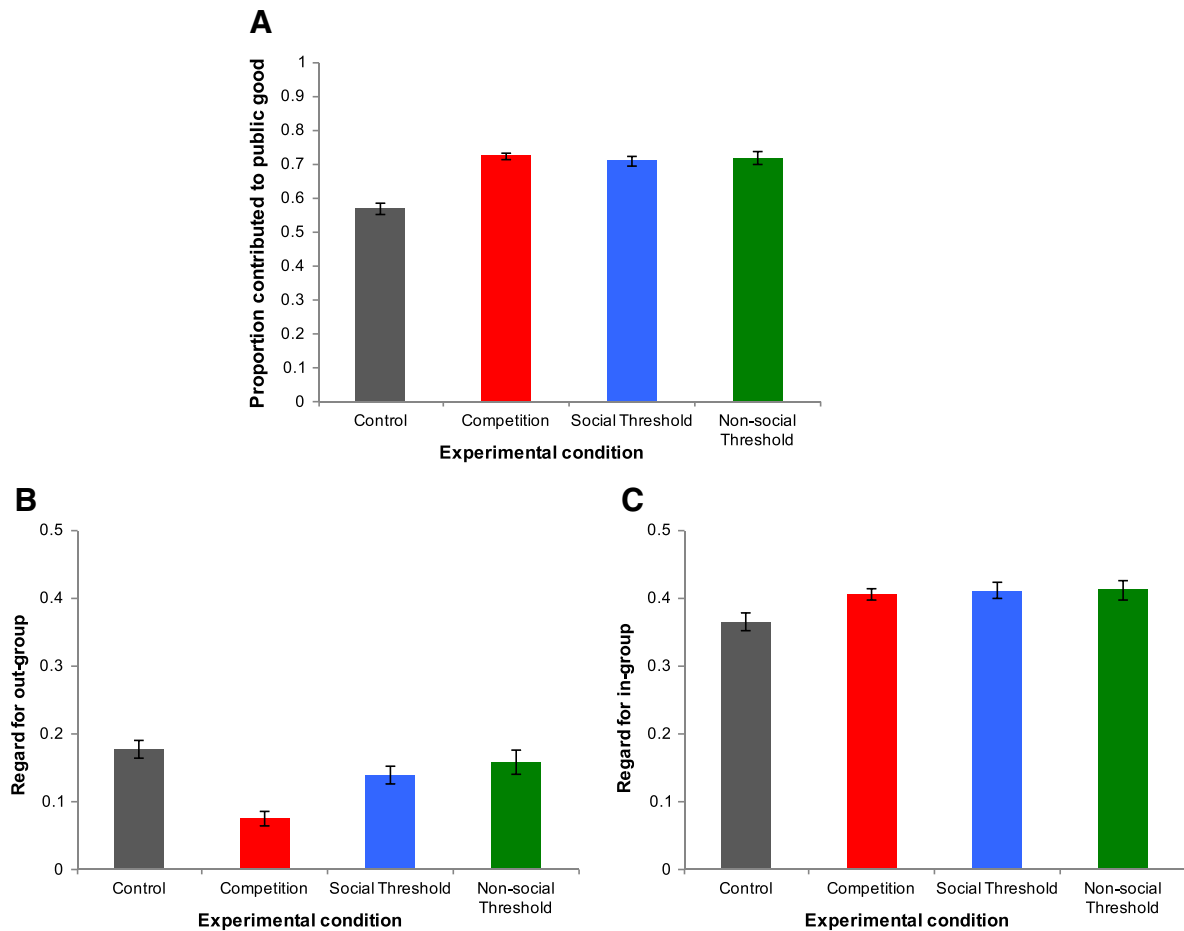 A
Proportion contributed to public good
1
0.9
0.8
0.7
0.6
0.5
0.4
0.3
0.2
0.1
0
Control
Competition
Social Threshold
Non-social
Threshold
Experimental condition
B
Regard for out-group
0.5
0.4
0.3
0.2
0.1
0
Control
Competition
Social Threshold
Non-social
Threshold
Experimental condition
C
Regard for in-group
0.5
0.4
0.3
0.2
0.1
0
Control
Competition
Social Threshold
Non-social
Threshold
Experimental condition